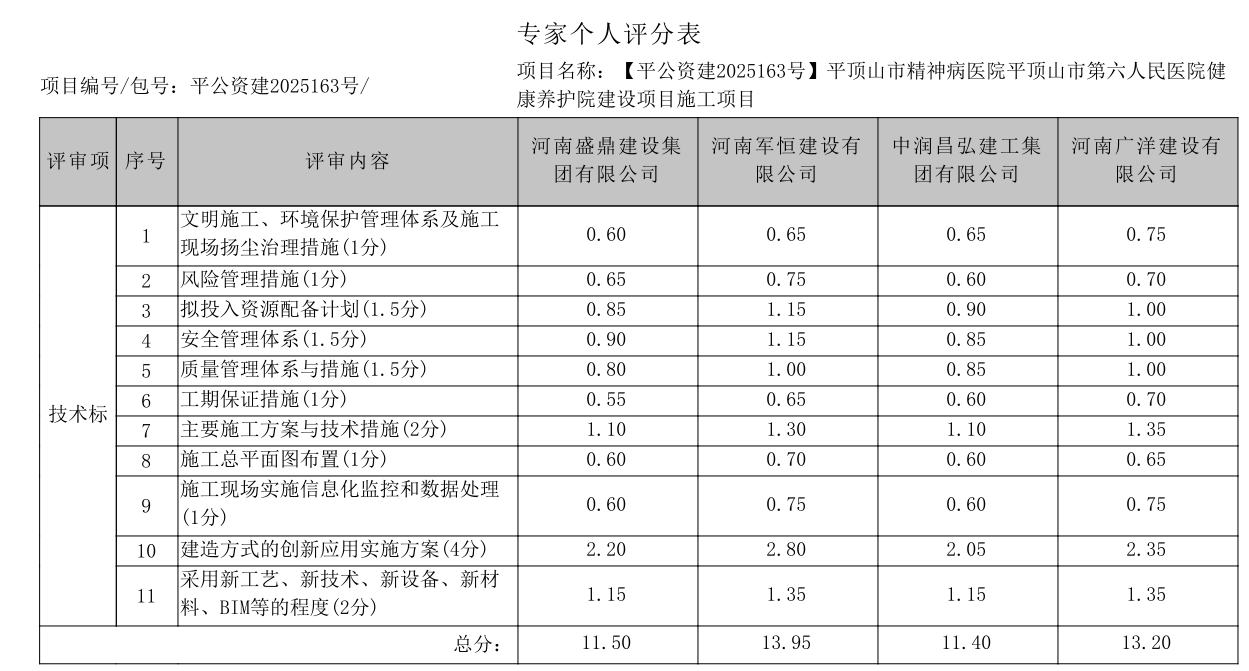 专家个人评分表
项目编号/包号：平公资建2025163号/
项目名称：【平公资建2025163号】平顶山市精神病医院平顶山市第六人民医院健
康养护院建设项目施工项目
评审项 序号 评审内容 河南盛鼎建设集团有限公司 河南军恒建设有限公司 中润昌弘建工集团有限公司 河南广洋建设有限公司
技术标
1 文明施工、环境保护管理体系及施工现场扬尘治理措施(1分) 0.60 0.65 0.65 0.75
2 风险管理措施(1分) 0.65 0.75 0.60 0.70
3 拟投入资源配备计划(1.5分) 0.85 1.15 0.90 1.00
4 安全管理体系(1.5分) 0.90 1.15 0.85 1.00
5 质量管理体系与措施(1.5分) 0.80 1.00 0.85 1.00
6 工期保证措施(1分) 0.55 0.65 0.60 0.70
7 主要施工方案与技术措施(2分) 1.10 1.30 1.10 1.35
8 施工总平面图布置(1分) 0.60 0.70 0.60 0.65
9 施工现场实施信息化监控和数据处理(1分) 0.60 0.75 0.60 0.75
10 建造方式的创新应用实施方案(4分) 2.20 2.80 2.05 2.35
11 采用新工艺、新技术、新设备、新材料、BIM等的程度(2分) 1.15 1.35 1.15 1.35
总分： 11.50 13.95 11.40 13.20